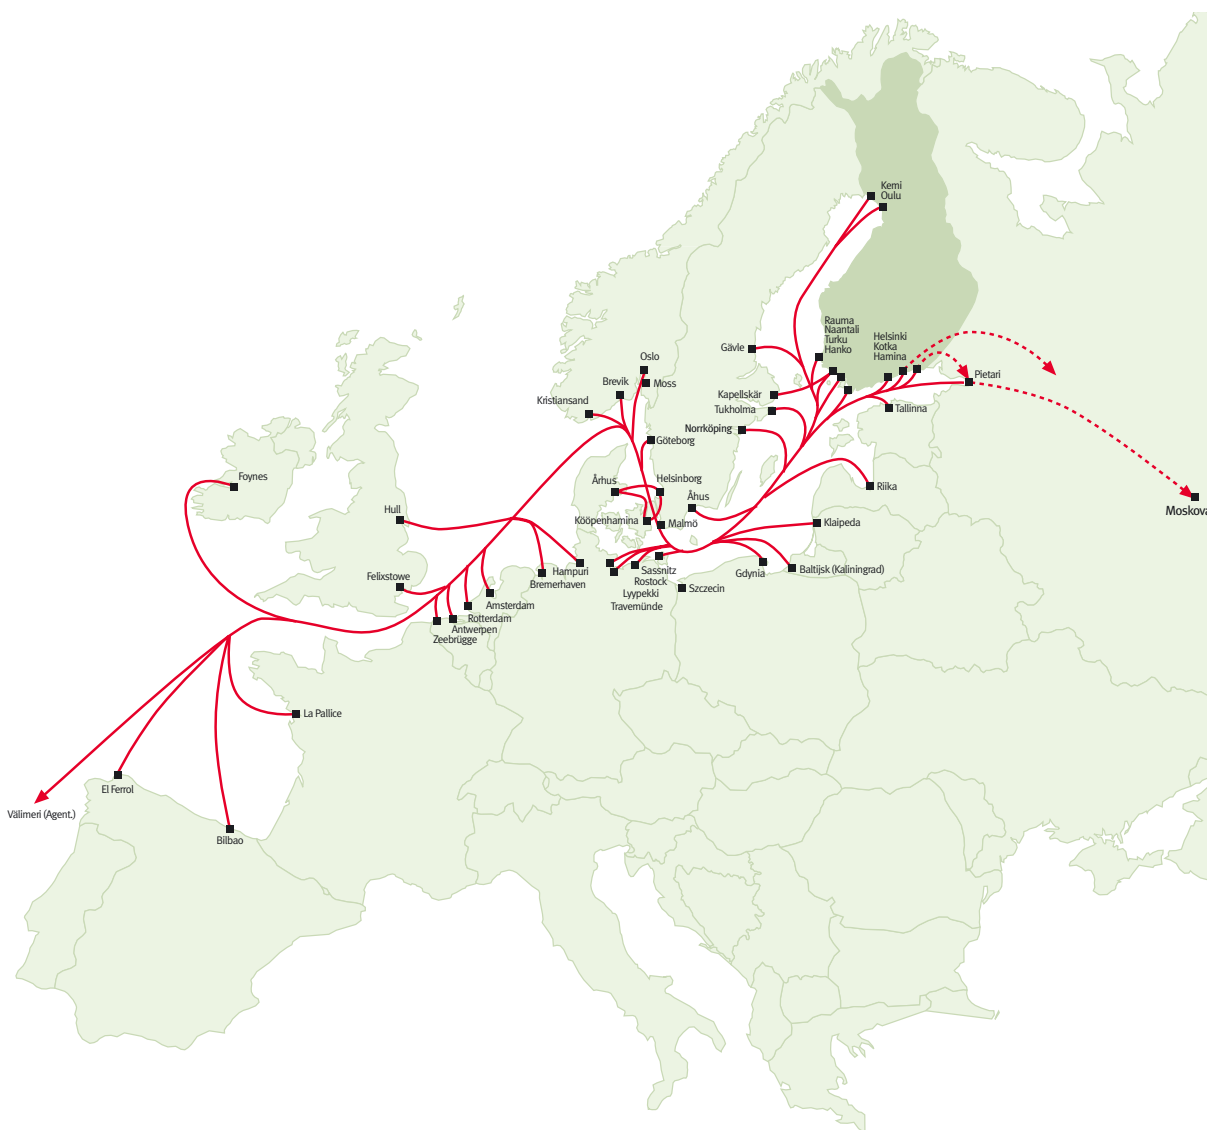 Kemi
Oulu
Rauma
Naantali
Turku
Hanko
Helsinki
Kotka
Hamina
Gävle
Oslo
Pietari
Brevik
Moss
Kapellskär
Kristiansand
Tukholma
Tallinna
Norrköping
Göteborg
Foynes
Århus
Helsinborg
Riika
Åhus
Moskova
Hull
Kööpenhamina
Malmö
Klaipeda
Hampuri
Sassnitz
Gdynia
Baltijsk (Kaliningrad)
Felixstowe
Bremerhaven
Rostock
Szczecin
Lyypekki
Amsterdam
Travemünde
Rotterdam
Antwerpen
Zeebrügge
La Pallice
El Ferrol
Välimeri (Agent.)
Bilbao